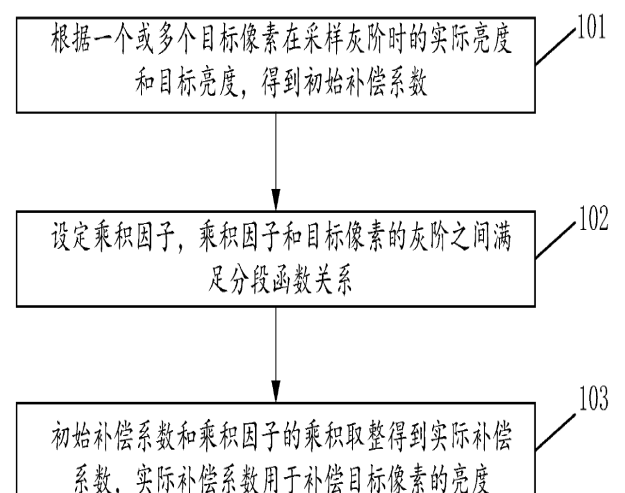 根据一个或多个目标像素在采样灰阶时的实际亮度
和目标亮度，得到初始补偿系数
101
设定乘积因子，乘积因子和目标像素的灰阶之间满
足分段函数关系
102
初始补偿系数和乘积因子的乘积取整得到实际补偿
系数，实际补偿系数用于补偿目标像素的亮度
103